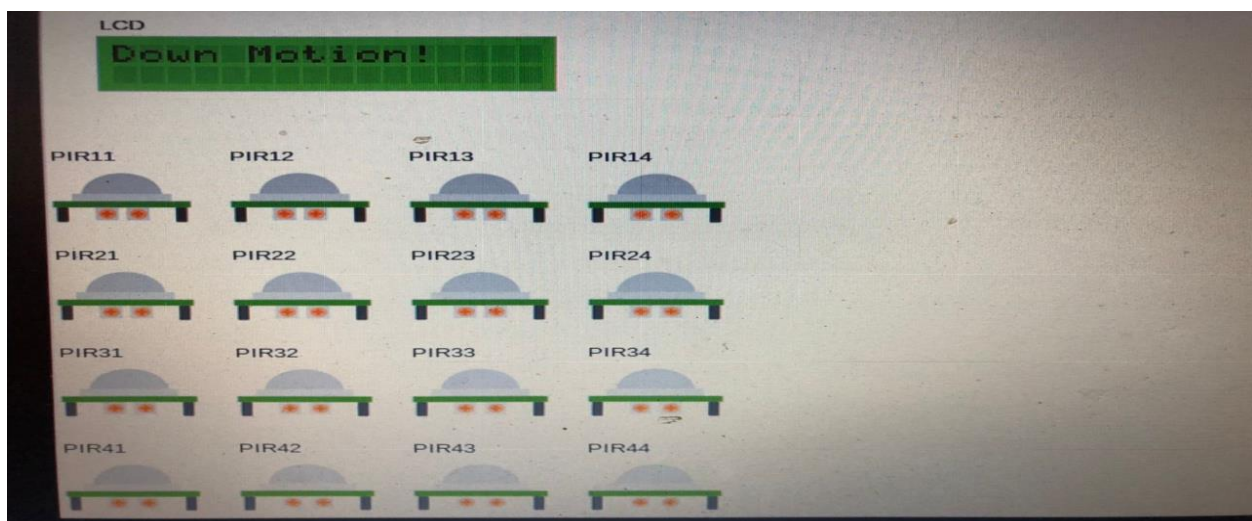 LCD
Down Motion!
PIR11 PIR12 PIR13 PIR14
PIR21 PIR22 PIR23 PIR24
PIR31 PIR32 PIR33 PIR34
PIR41 PIR42 PIR43 PIR44